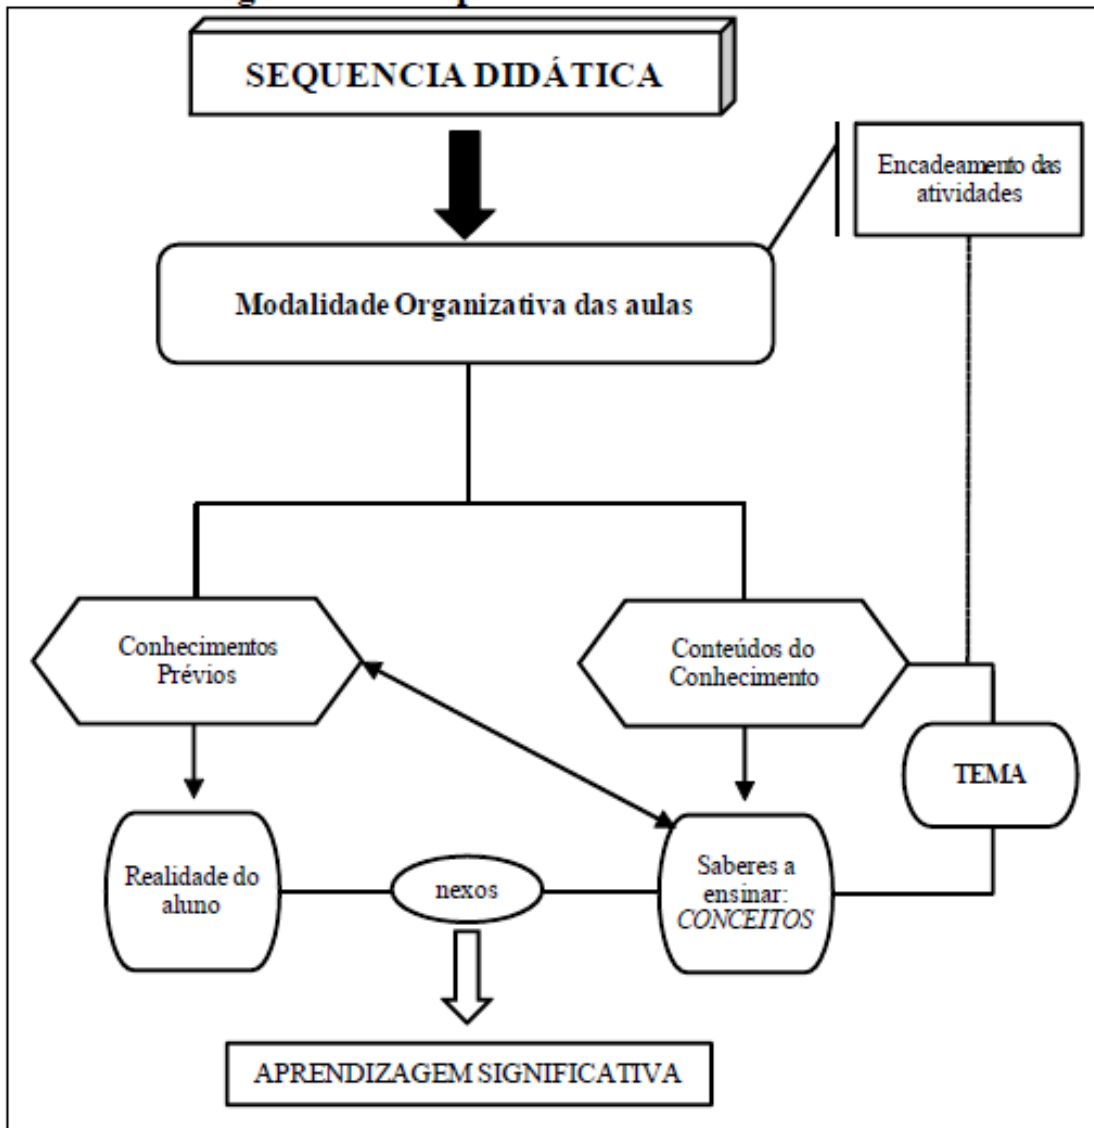 SEQUENCIA DIDÁTICA
Encadeamento das
atividades
Modalidade Organizativa das aulas
Conhecimentos
Prévios
Conteúdos do
Conhecimento
TEMA
Realidade do
aluno
nexos
Saberes a
ensinar:
CONCEITOS
APRENDIZAGEM SIGNIFICATIVA